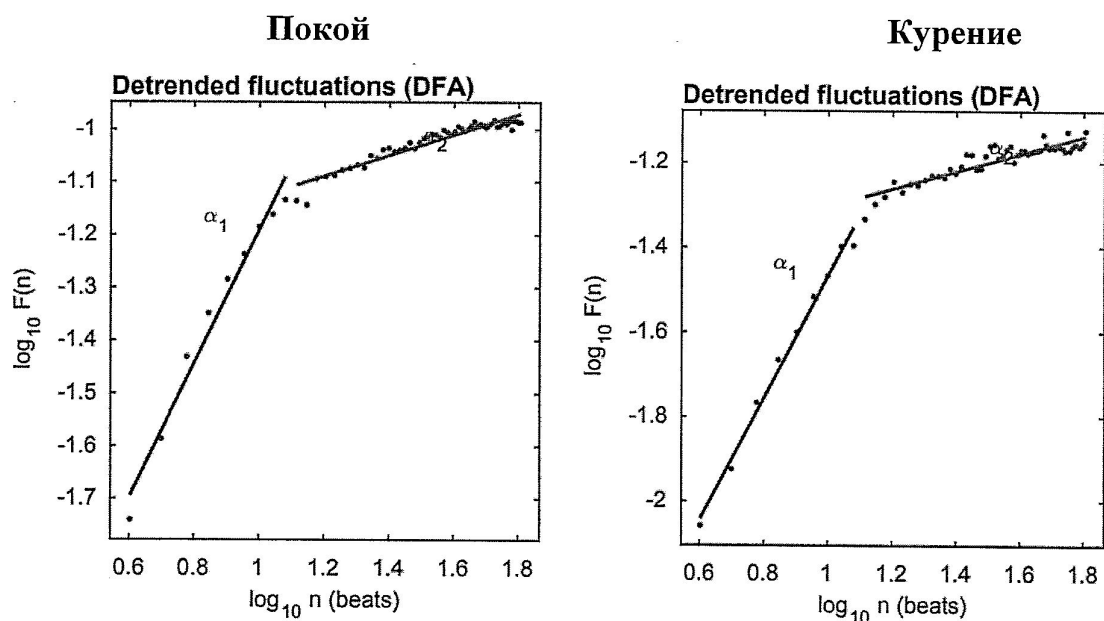 Покой
Detrended fluctuations (DFA)
-1
-1.1
-1.2
-1.3
-1.4
-1.5
-1.6
-1.7
log10 F(n)
α1
α2
0.6 0.8 1 1.2 1.4 1.6 1.8
log10 n (beats)
Курение
Detrended fluctuations (DFA)
-1.2
-1.4
-1.6
-1.8
-2
log10 F(n)
α1
α2
0.6 0.8 1 1.2 1.4 1.6 1.8
log10 n (beats)